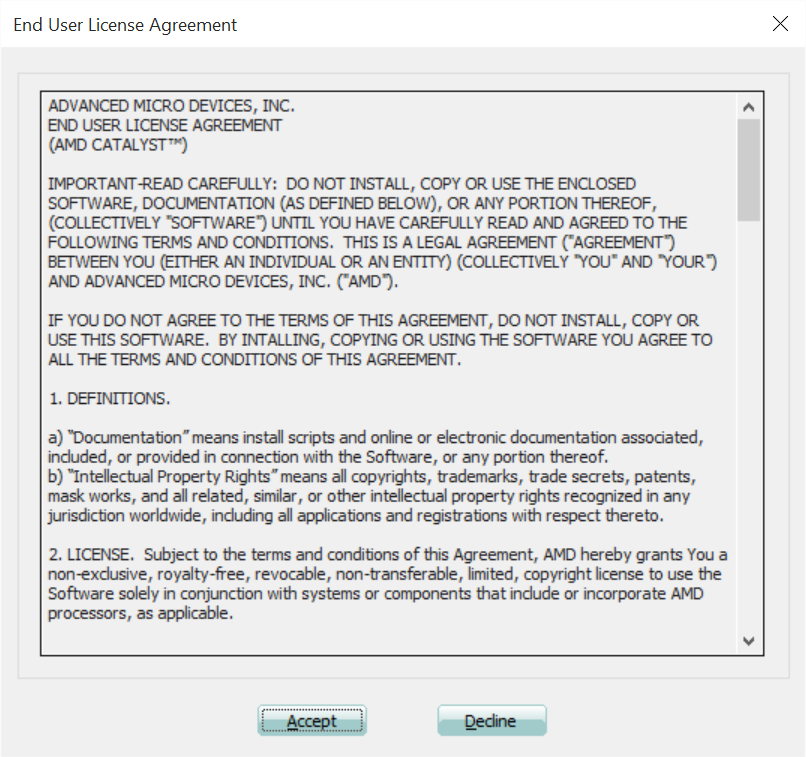 End User License Agreement
ADVANCED MICRO DEVICES, INC.
END USER LICENSE AGREEMENT
(AMD CATALYST™)
IMPORTANT-READ CAREFULLY:  DO NOT INSTALL, COPY OR USE THE ENCLOSED
SOFTWARE, DOCUMENTATION (AS DEFINED BELOW), OR ANY PORTION THEREOF,
(COLLECTIVELY "SOFTWARE") UNTIL YOU HAVE CAREFULLY READ AND AGREED TO THE
FOLLOWING TERMS AND CONDITIONS.  THIS IS A LEGAL AGREEMENT ("AGREEMENT")
BETWEEN YOU (EITHER AN INDIVIDUAL OR AN ENTITY) (COLLECTIVELY "YOU" AND "YOUR")
AND ADVANCED MICRO DEVICES, INC. ("AMD").
IF YOU DO NOT AGREE TO THE TERMS OF THIS AGREEMENT, DO NOT INSTALL, COPY OR
USE THIS SOFTWARE.  BY INTALLING, COPYING OR USING THE SOFTWARE YOU AGREE TO
ALL THE TERMS AND CONDITIONS OF THIS AGREEMENT.
1. DEFINITIONS.
a) “Documentation” means install scripts and online or electronic documentation associated,
included, or provided in connection with the Software, or any portion thereof.
b) “Intellectual Property Rights” means all copyrights, trademarks, trade secrets, patents,
mask works, and all related, similar, or other intellectual property rights recognized in any
jurisdiction worldwide, including all applications and registrations with respect thereto.
2. LICENSE.  Subject to the terms and conditions of this Agreement, AMD hereby grants You a
non-exclusive, royalty-free, revocable, non-transferable, limited, copyright license to use the
Software solely in conjunction with systems or components that include or incorporate AMD
processors, as applicable.
Accept
Decline